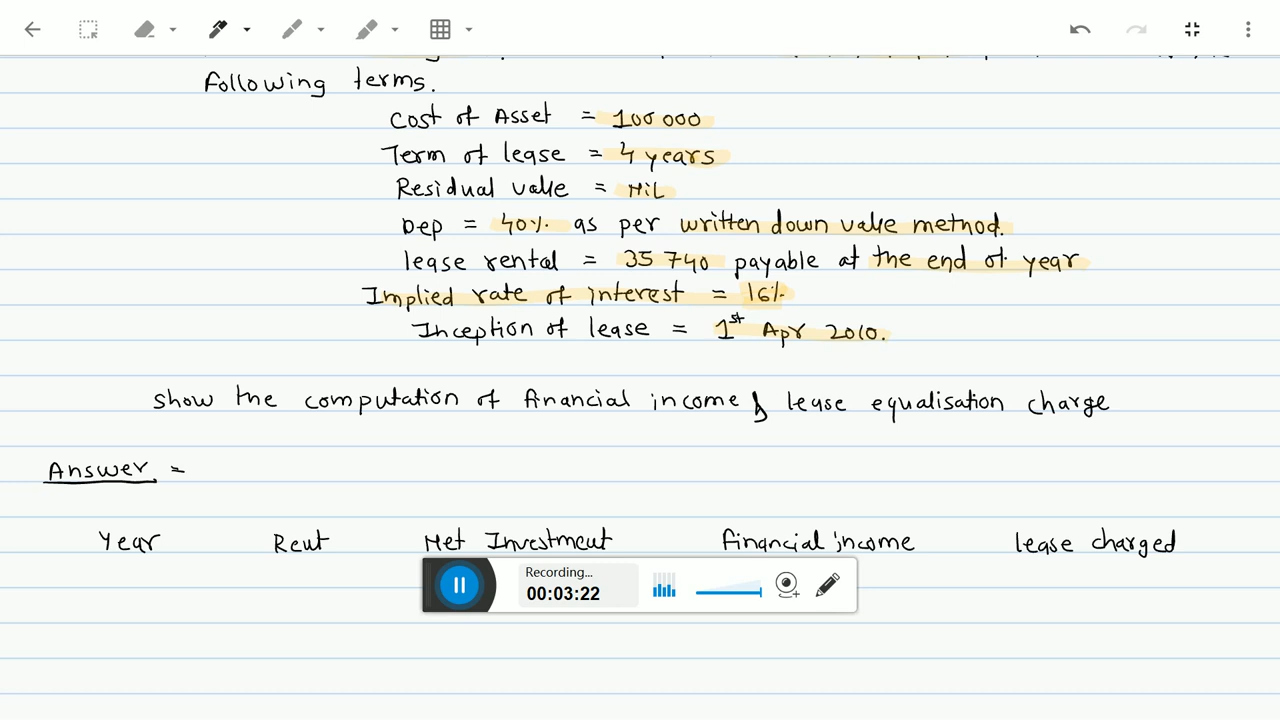 following terms.
Cost of Asset = 100 000
Term of lease = 4 years
Residual value = Nil
Dep = 40% as per written down value method.
lease rental = 35 740 payable at the end of year
Implied rate of interest = 16%
Inception of lease = 1st Apr 2010.
show the computation of financial income & lease equalisation charge
Answer =
Year Rent Net Investment financial income lease charged
Recording...
00:03:22